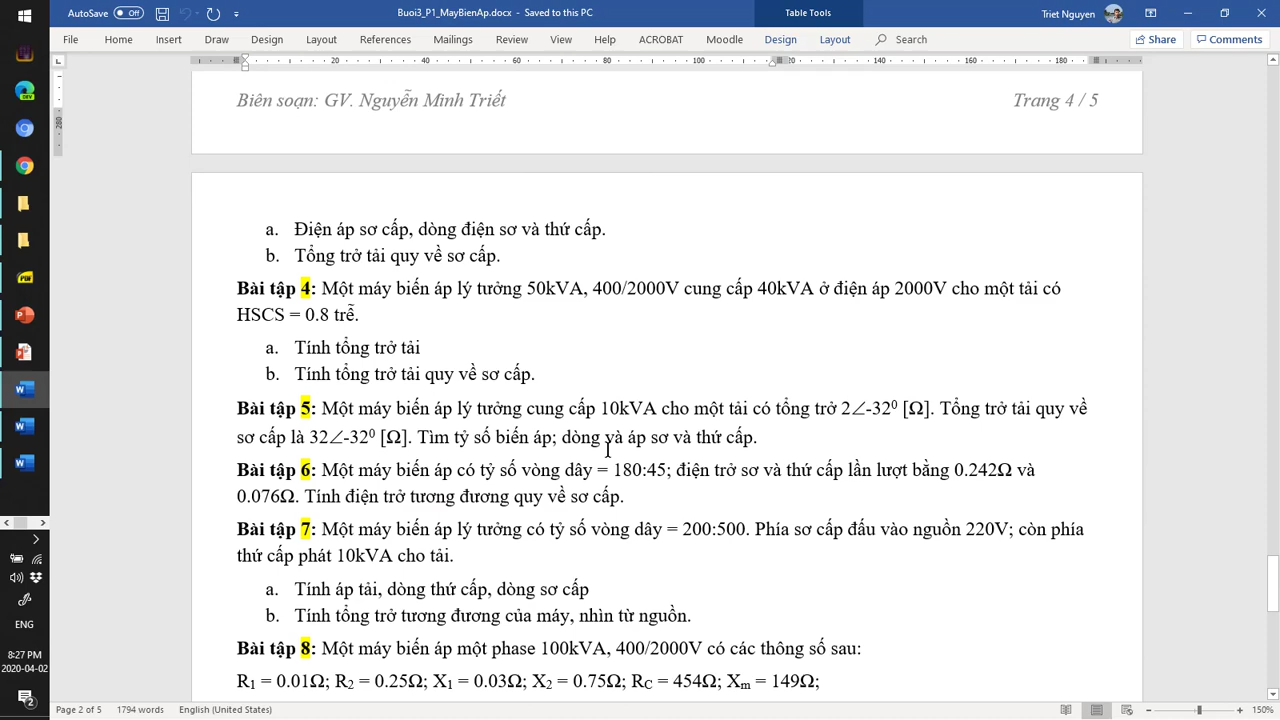 Buoi3_P1_MayBienAp.docx - Saved to this PC
AutoSave Off
Table Tools
Triet Nguyen
File Home Insert Draw Design Layout References Mailings Review View Help ACROBAT Moodle Design Layout Search Share Comments
20 40 60 80 100 120 140 160 180
280
Biên soạn: GV. Nguyễn Minh Triết Trang 4 / 5
a. Điện áp sơ cấp, dòng điện sơ và thứ cấp.
b. Tổng trở tải quy về sơ cấp.
Bài tập 4: Một máy biến áp lý tưởng 50kVA, 400/2000V cung cấp 40kVA ở điện áp 2000V cho một tải có
HSCS = 0.8 trễ.
a. Tính tổng trở tải
b. Tính tổng trở tải quy về sơ cấp.
Bài tập 5: Một máy biến áp lý tưởng cung cấp 10kVA cho một tải có tổng trở 2∠-32⁰ [Ω]. Tổng trở tải quy về
sơ cấp là 32∠-32⁰ [Ω]. Tìm tỷ số biến áp; dòng và áp sơ và thứ cấp.
Bài tập 6: Một máy biến áp có tỷ số vòng dây = 180:45; điện trở sơ và thứ cấp lần lượt bằng 0.242Ω và
0.076Ω. Tính điện trở tương đương quy về sơ cấp.
Bài tập 7: Một máy biến áp lý tưởng có tỷ số vòng dây = 200:500. Phía sơ cấp đấu vào nguồn 220V; còn phía
thứ cấp phát 10kVA cho tải.
a. Tính áp tải, dòng thứ cấp, dòng sơ cấp
b. Tính tổng trở tương đương của máy, nhìn từ nguồn.
Bài tập 8: Một máy biến áp một phase 100kVA, 400/2000V có các thông số sau:
R₁ = 0.01Ω; R₂ = 0.25Ω; X₁ = 0.03Ω; X₂ = 0.75Ω; R_C = 454Ω; Xₘ = 149Ω;
ENG
8:27 PM
2020-04-02
2
Page 2 of 5 1794 words English (United States) 150%